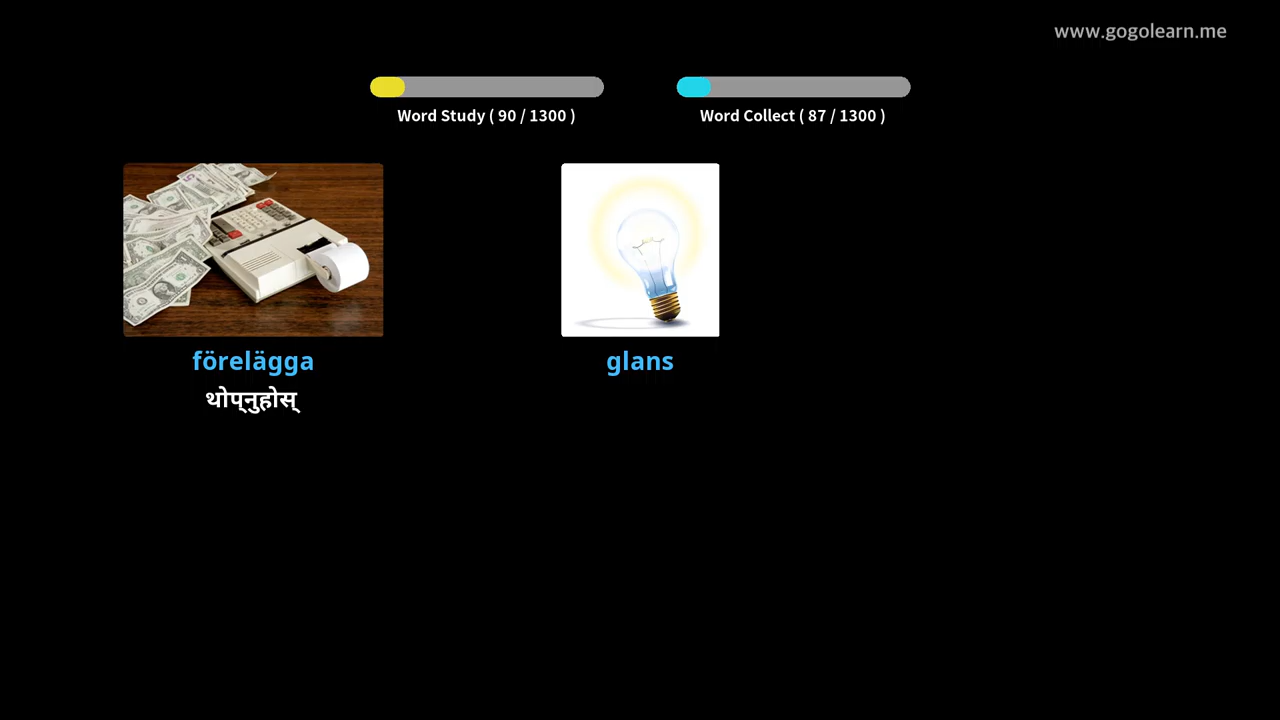 www.gogolearn.me
Word Study ( 90 / 1300 )
Word Collect ( 87 / 1300 )
förelägga
थोप्नुहोस्
glans